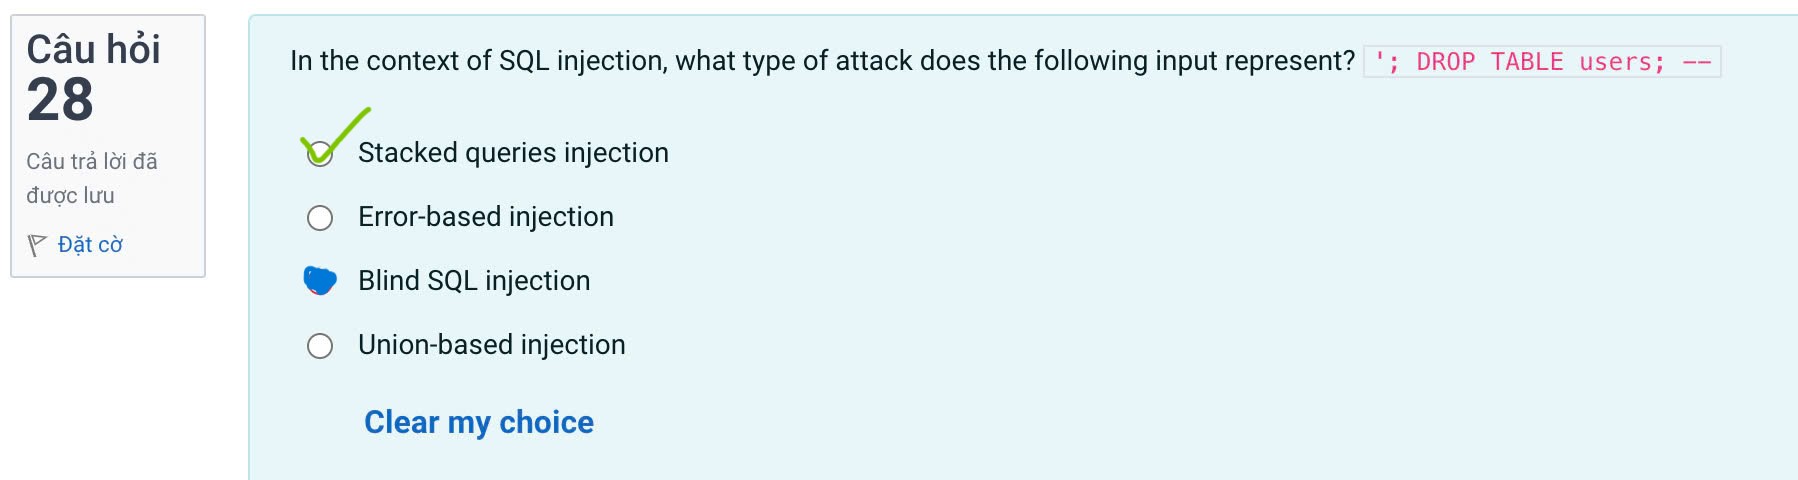 Câu hỏi
28
Câu trả lời đã
được lưu
Đặt cờ
In the context of SQL injection, what type of attack does the following input represent? '; DROP TABLE users; --
Stacked queries injection
Error-based injection
Blind SQL injection
Union-based injection
Clear my choice